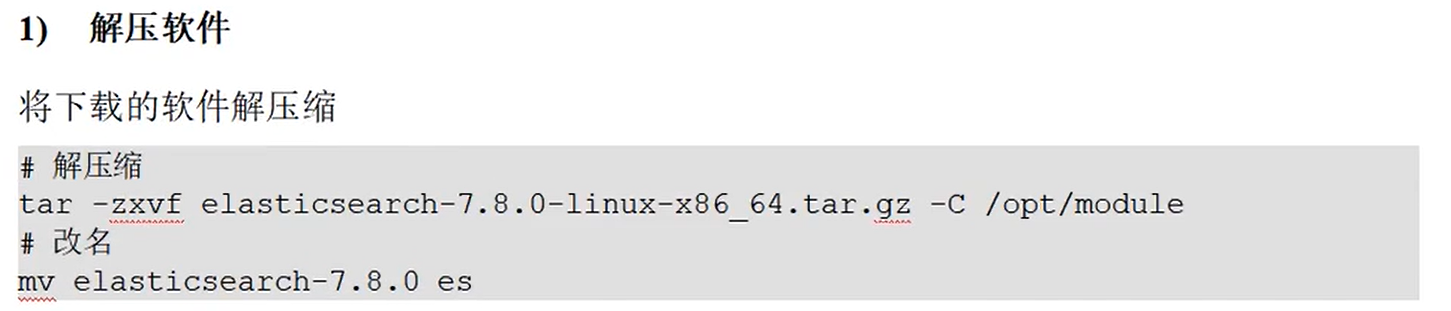 1) 解压软件
将下载的软件解压缩
# 解压缩
tar -zxvf elasticsearch-7.8.0-linux-x86_64.tar.gz -C /opt/module
# 改名
mv elasticsearch-7.8.0 es